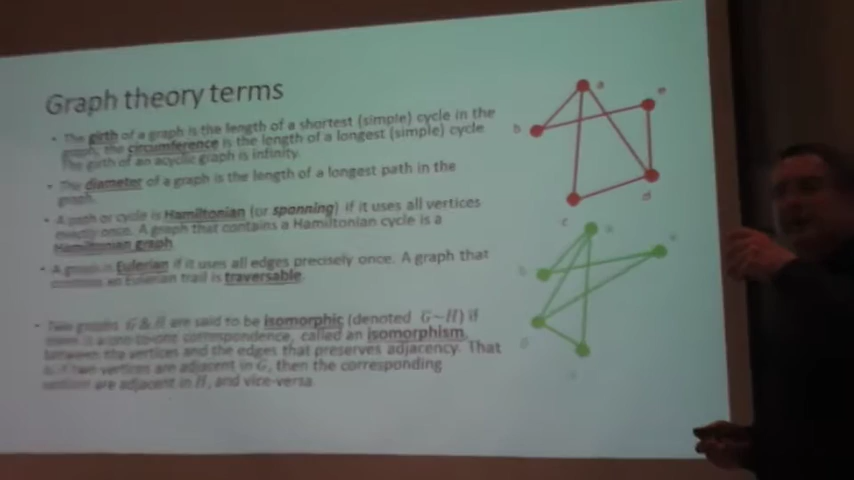 Graph theory terms
• The girth of a graph is the length of a shortest (simple) cycle in the
graph, the circumference is the length of a longest (simple) cycle
The girth of an acyclic graph is infinity.
• The diameter of a graph is the length of a longest path in the
graph.
• A path or cycle is Hamiltonian (or spanning) if it uses all vertices
exactly once. A graph that contains a Hamiltonian cycle is a
Hamiltonian graph
is Eulerian if it uses all edges precisely once. A graph that
an Eulerian trail is traversable.
• Two graphs G & H are said to be isomorphic (denoted G~H) if
there is a one-to-one correspondence, called an isomorphism,
between the vertices and the edges that preserves adjacency. That
is, if two vertices are adjacent in G, then the corresponding
vertices are adjacent in H, and vice-versa
a
e
b
d
c